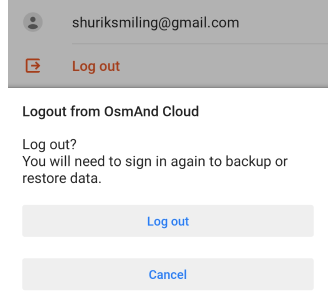 shuriksmiling@gmail.com
Log out
Logout from OsmAnd Cloud
Log out?
You will need to sign in again to backup or
restore data.
Log out
Cancel